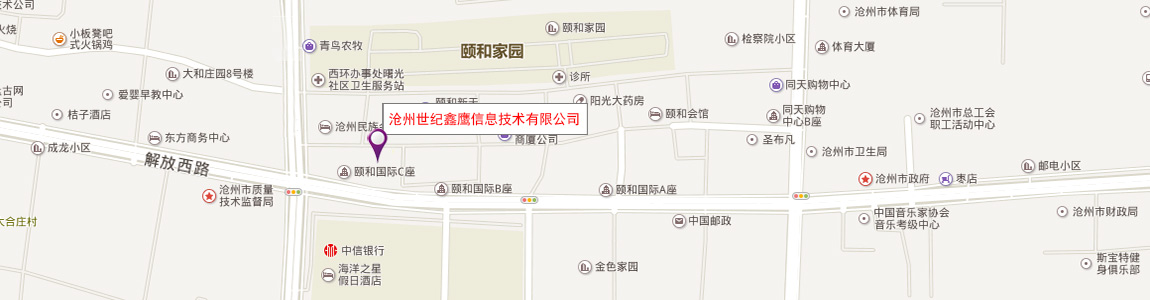 技术公司
火烧
小板凳吧
式火锅鸡
大和庄园8号楼
爱婴早教中心
桔子酒店
东方商务中心
成龙小区
解放西路
沧州市质量
技术监督局
大合庄村
青鸟农牧
西环办事处曙光
社区卫生服务站
颐和家园
颐和家园
诊所
阳光大药房
颐和会馆
沧州世纪鑫鹰信息技术有限公司
商厦公司
颐和国际C座
颐和国际B座
颐和国际A座
中信银行
海洋之星
假日酒店
金色家园
中国邮政
沧州市体育局
检察院小区
体育大厦
同天购物中心
同天购物
中心B座
圣布凡
沧州市总工会
职工活动中心
沧州市卫生局
沧州市政府
枣店
邮电小区
中国音乐家协会
音乐考级中心
沧州市财政局
斯宝特健
身俱乐部